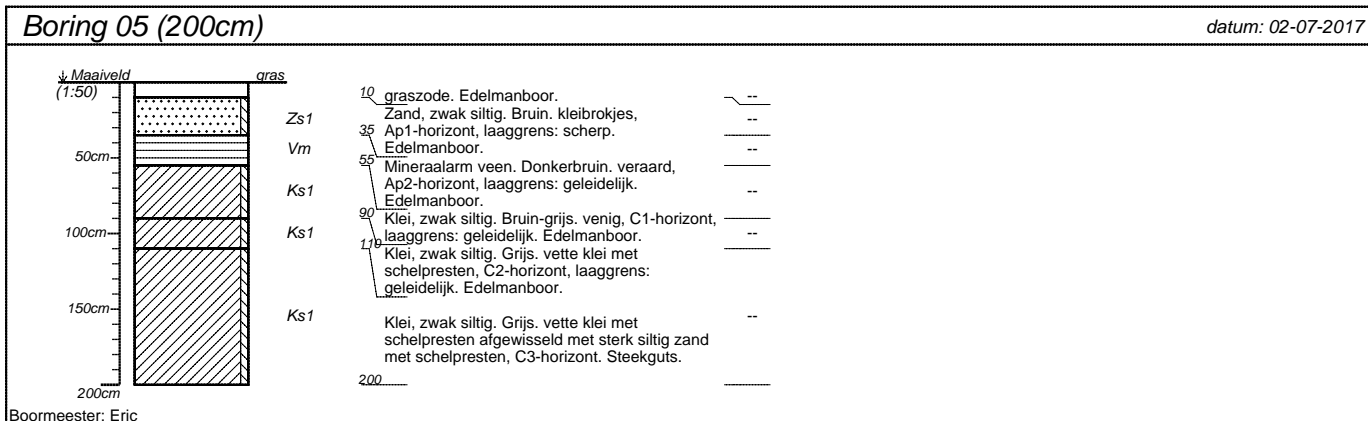 Boring 05 (200cm)
datum: 02-07-2017
Maaiveld
gras
(1:50)
10 graszode. Edelmanboor. --
Zs1
Zand, zwak siltig. Bruin. kleibrokjes, --
Ap1-horizont, laaggrens: scherp.
35
Edelmanboor.
Vm
--
50cm
55
Mineraalarm veen. Donkerbruin. veraard,
Ap2-horizont, laaggrens: geleidelijk.
Edelmanboor.
Ks1
--
90
Klei, zwak siltig. Bruin-grijs. venig, C1-horizont,
100cm
laaggrens: geleidelijk. Edelmanboor.
Ks1
--
110
Klei, zwak siltig. Grijs. vette klei met
schelpresten, C2-horizont, laaggrens:
geleidelijk. Edelmanboor.
150cm
Ks1
--
Klei, zwak siltig. Grijs. vette klei met
schelpresten afgewisseld met sterk siltig zand
met schelpresten, C3-horizont. Steekguts.
200
200cm
Boormeester: Eric